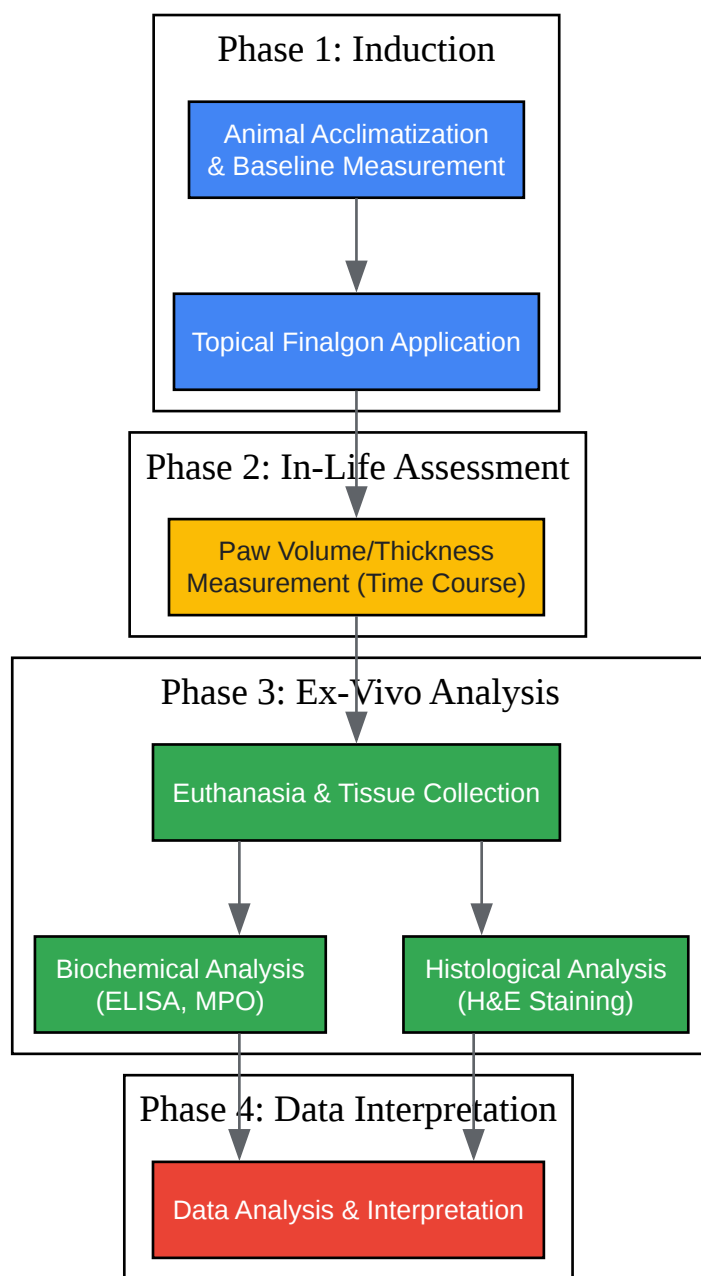 Phase 1: Induction
Animal Acclimatization
& Baseline Measurement
Topical Finalgon Application
Phase 2: In-Life Assessment
Paw Volume/Thickness
Measurement (Time Course)
Phase 3: Ex-Vivo Analysis
Euthanasia & Tissue Collection
Biochemical Analysis
(ELISA, MPO)
Histological Analysis
(H&E Staining)
Phase 4: Data Interpretation
Data Analysis & Interpretation